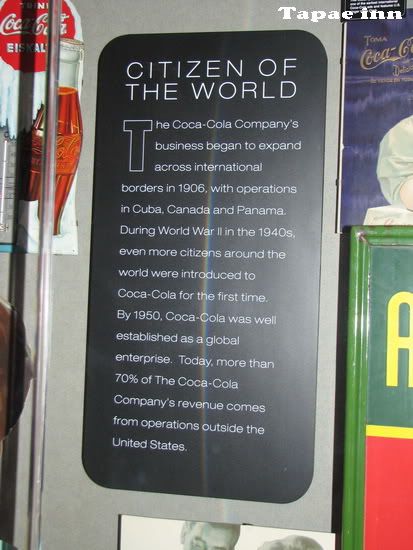 Tapae inn
CITIZEN OF
THE WORLD
The Coca-Cola Company's
business began to expand
across international
borders in 1906, with operations
in Cuba, Canada and Panama.
During World War II in the 1940s,
even more citizens around the
world were introduced to
Coca-Cola for the first time.
By 1950, Coca-Cola was well
established as a global
enterprise. Today, more than
70% of The Coca-Cola
Company's revenue comes
from operations outside the
United States.
Coca-Cola
EISKAL
Coca-Cola
TOMA
Coca-Cola